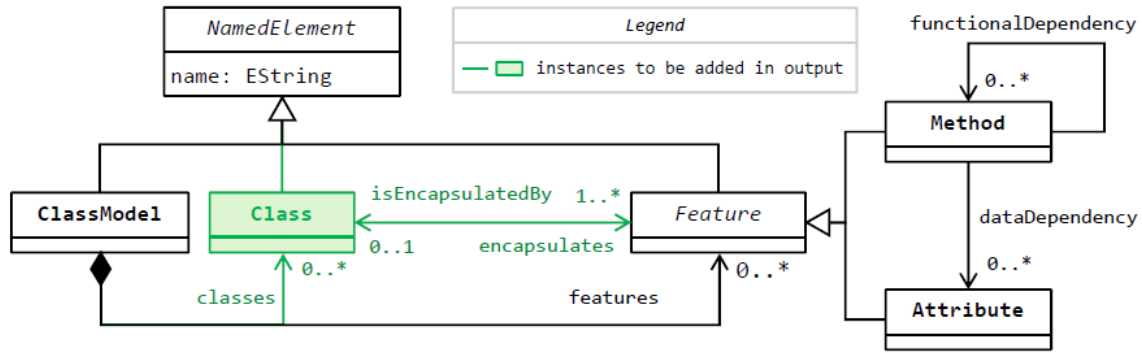 NamedElement
name: EString
Legend
instances to be added in output
functionalDependency
0..*
Method
ClassModel
Class
isEncapsulatedBy
1..*
Feature
0..1
encapsulates
dataDependency
0..*
0..*
0..*
classes
features
Attribute